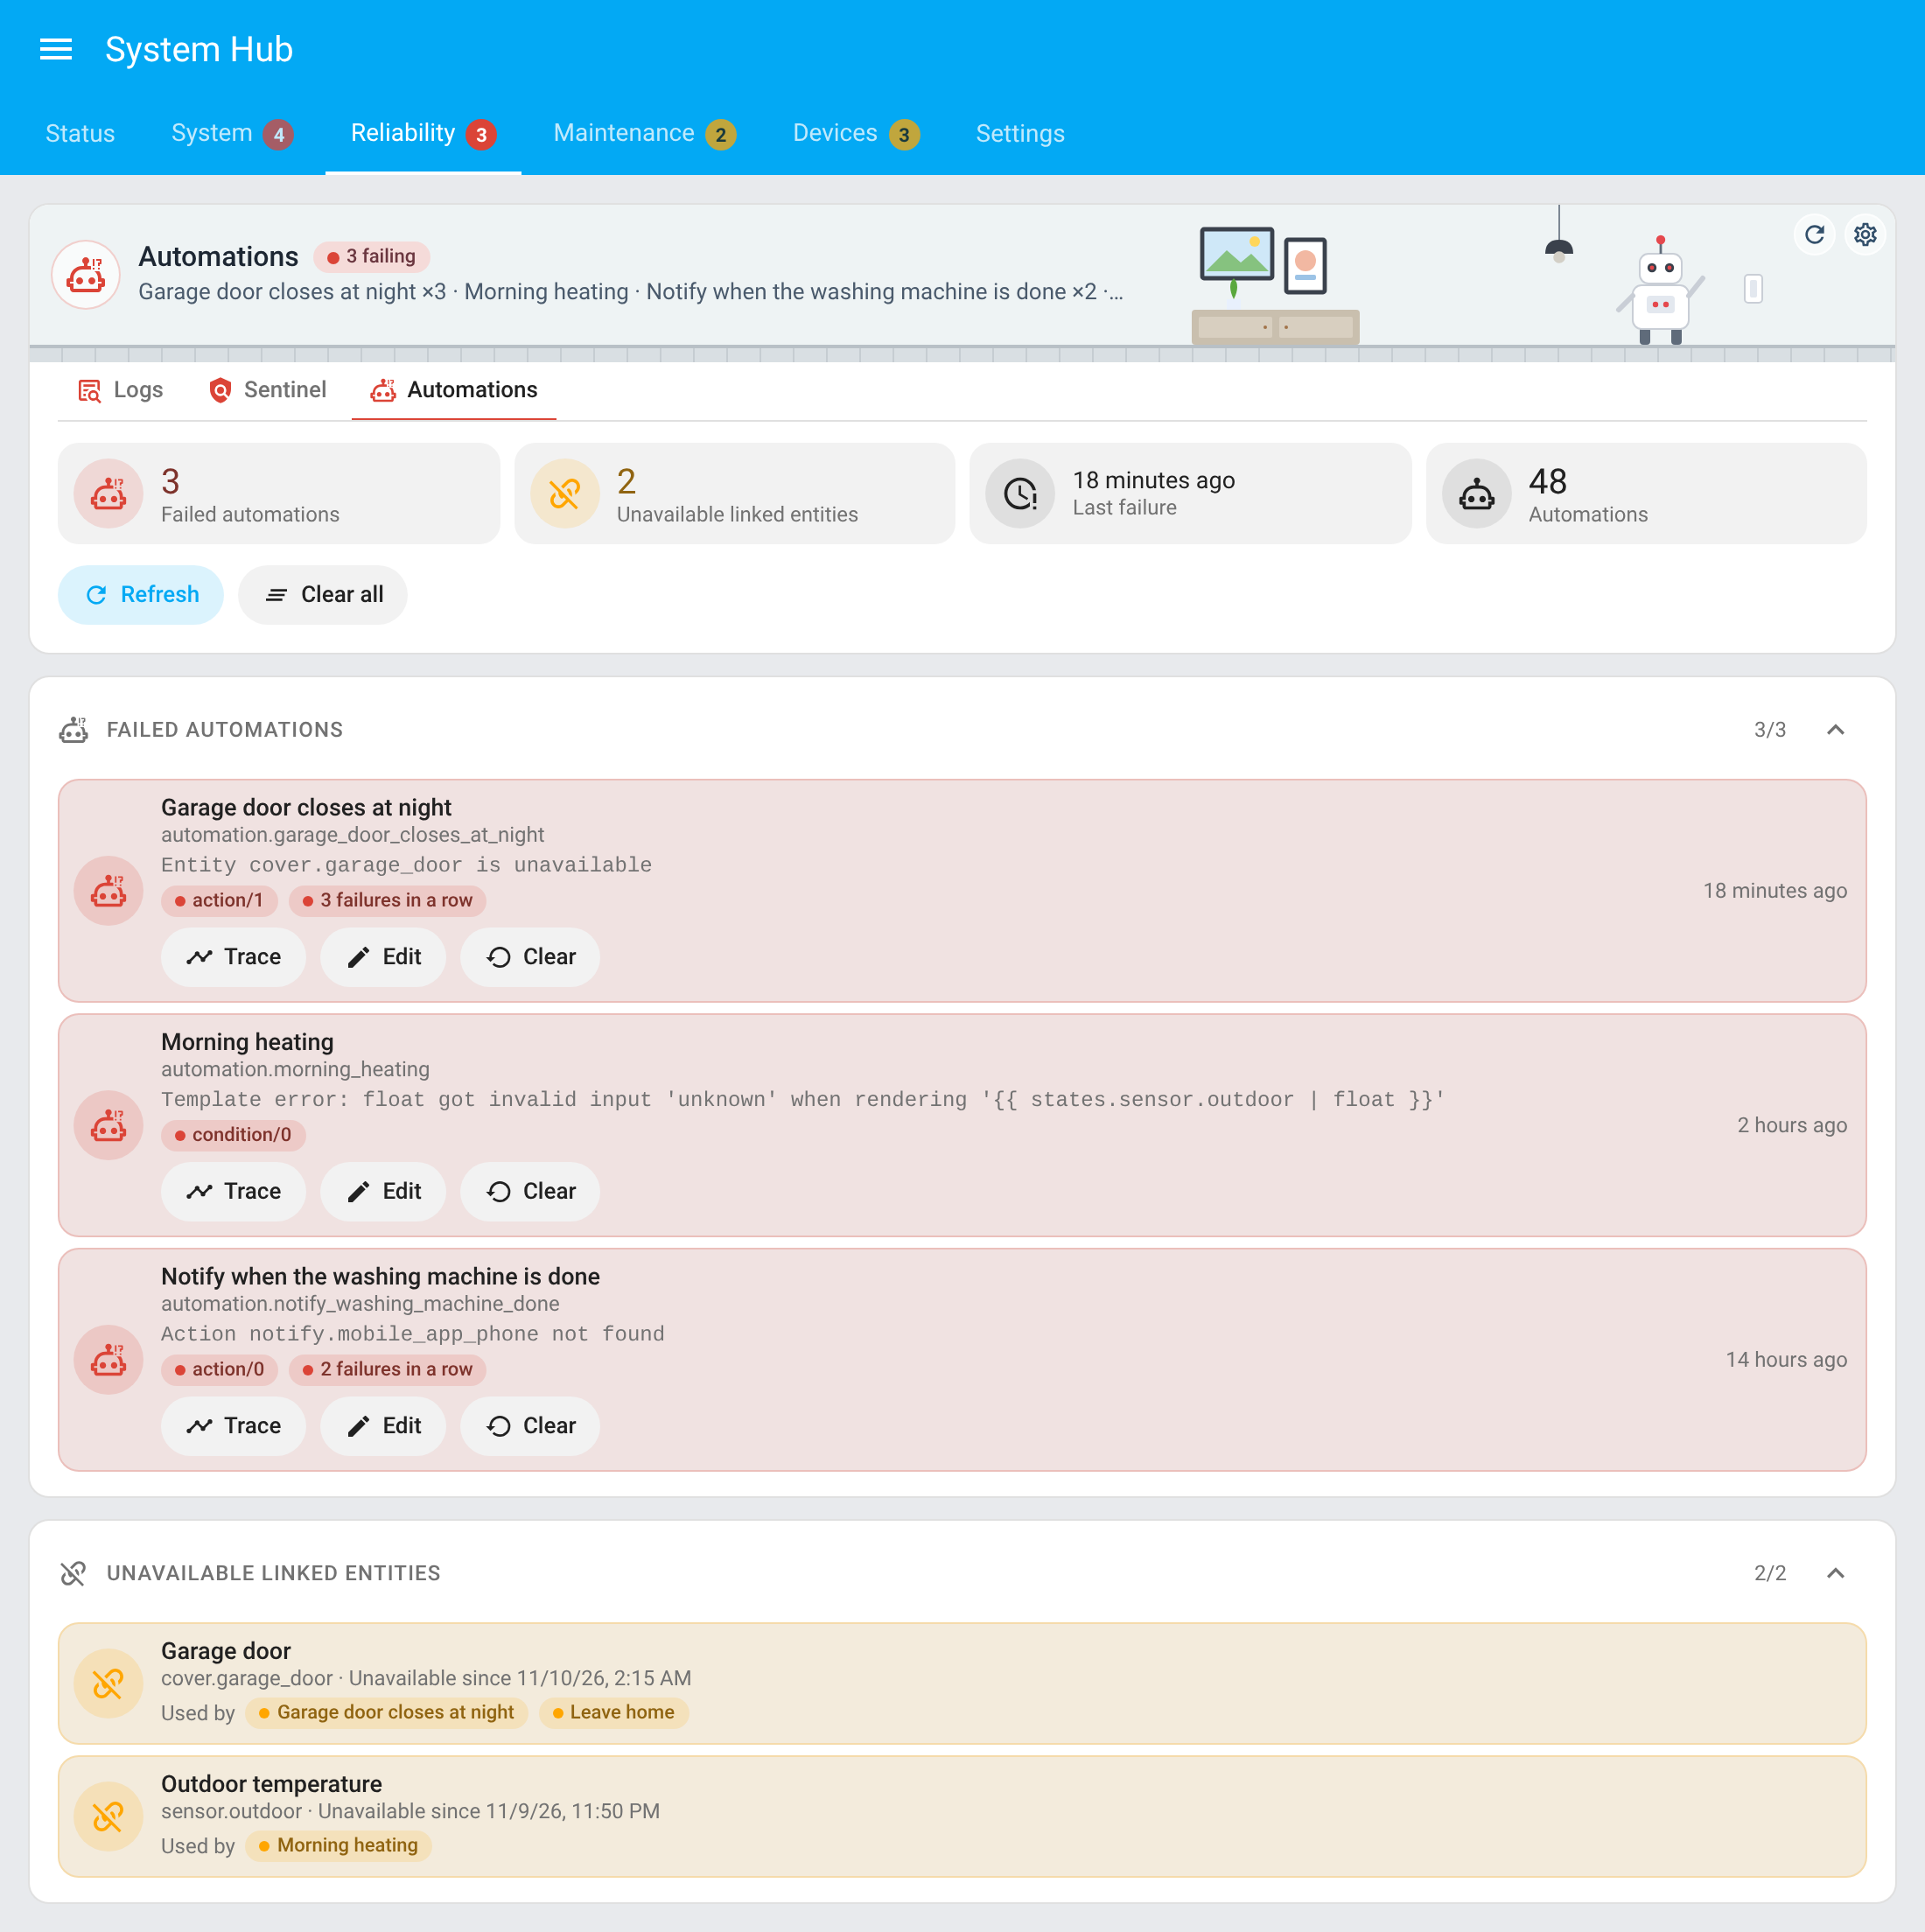 System Hub
Status System 4 Reliability 3 Maintenance 2 Devices 3 Settings
Automations 3 failing
Garage door closes at night ×3 · Morning heating · Notify when the washing machine is done ×2 ·...
Logs Sentinel Automations
3
Failed automations
2
Unavailable linked entities
18 minutes ago
Last failure
48
Automations
Refresh Clear all
FAILED AUTOMATIONS 3/3
Garage door closes at night
automation.garage_door_closes_at_night
Entity cover.garage_door is unavailable
action/1 3 failures in a row
18 minutes ago
Trace Edit Clear
Morning heating
automation.morning_heating
Template error: float got invalid input 'unknown' when rendering '{{ states.sensor.outdoor | float }}'
condition/0
2 hours ago
Trace Edit Clear
Notify when the washing machine is done
automation.notify_washing_machine_done
Action notify.mobile_app_phone not found
action/0 2 failures in a row
14 hours ago
Trace Edit Clear
UNAVAILABLE LINKED ENTITIES 2/2
Garage door
cover.garage_door · Unavailable since 11/10/26, 2:15 AM
Used by Garage door closes at night Leave home
Outdoor temperature
sensor.outdoor · Unavailable since 11/9/26, 11:50 PM
Used by Morning heating